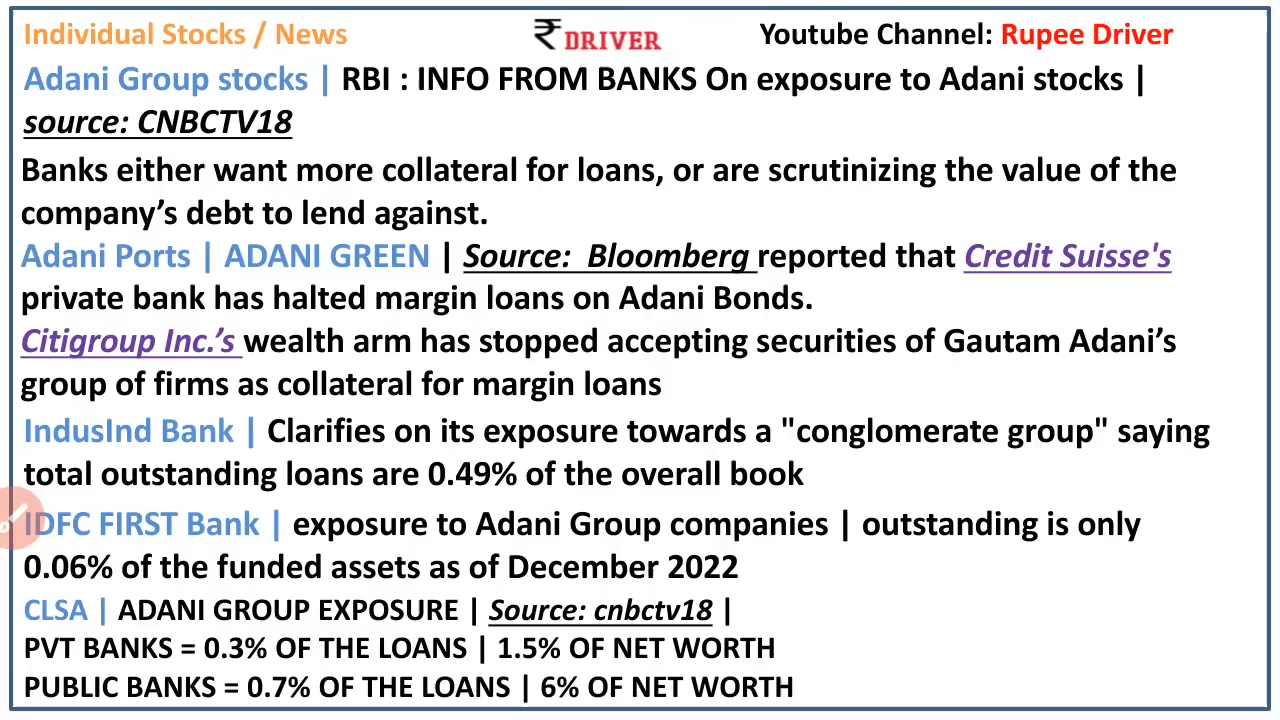 Individual Stocks / News ₹ DRIVER Youtube Channel: Rupee Driver
Adani Group stocks | RBI : INFO FROM BANKS On exposure to Adani stocks |
source: CNBCTV18
Banks either want more collateral for loans, or are scrutinizing the value of the
company’s debt to lend against.
Adani Ports | ADANI GREEN | Source: Bloomberg reported that Credit Suisse's
private bank has halted margin loans on Adani Bonds.
Citigroup Inc.’s wealth arm has stopped accepting securities of Gautam Adani’s
group of firms as collateral for margin loans
IndusInd Bank | Clarifies on its exposure towards a "conglomerate group" saying
total outstanding loans are 0.49% of the overall book
IDFC FIRST Bank | exposure to Adani Group companies | outstanding is only
0.06% of the funded assets as of December 2022
CLSA | ADANI GROUP EXPOSURE | Source: cnbctv18 |
PVT BANKS = 0.3% OF THE LOANS | 1.5% OF NET WORTH
PUBLIC BANKS = 0.7% OF THE LOANS | 6% OF NET WORTH